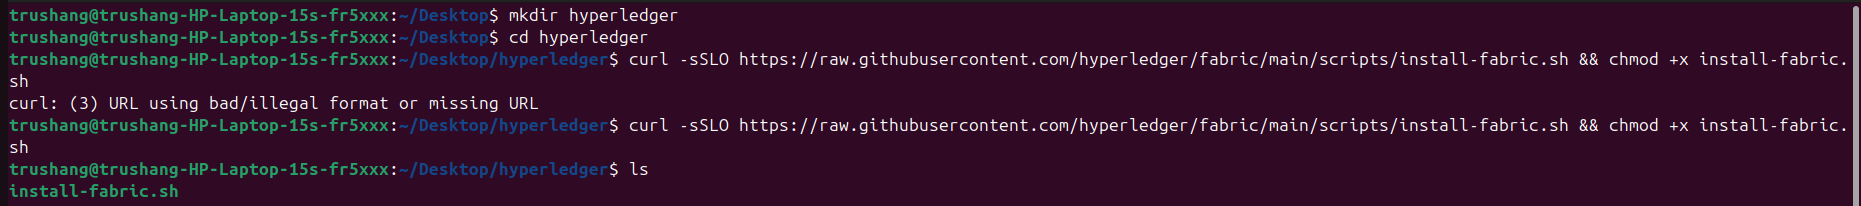 trushang@trushang-HP-Laptop-15s-fr5xxx:~/Desktop$ mkdir hyperledger
trushang@trushang-HP-Laptop-15s-fr5xxx:~/Desktop$ cd hyperledger
trushang@trushang-HP-Laptop-15s-fr5xxx:~/Desktop/hyperledger$ curl -sSLO https://raw.githubusercontent.com/hyperledger/fabric/main/scripts/install-fabric.sh && chmod +x install-fabric.
sh
curl: (3) URL using bad/illegal format or missing URL
trushang@trushang-HP-Laptop-15s-fr5xxx:~/Desktop/hyperledger$ curl -sSLO https://raw.githubusercontent.com/hyperledger/fabric/main/scripts/install-fabric.sh && chmod +x install-fabric.
sh
trushang@trushang-HP-Laptop-15s-fr5xxx:~/Desktop/hyperledger$ ls
install-fabric.sh